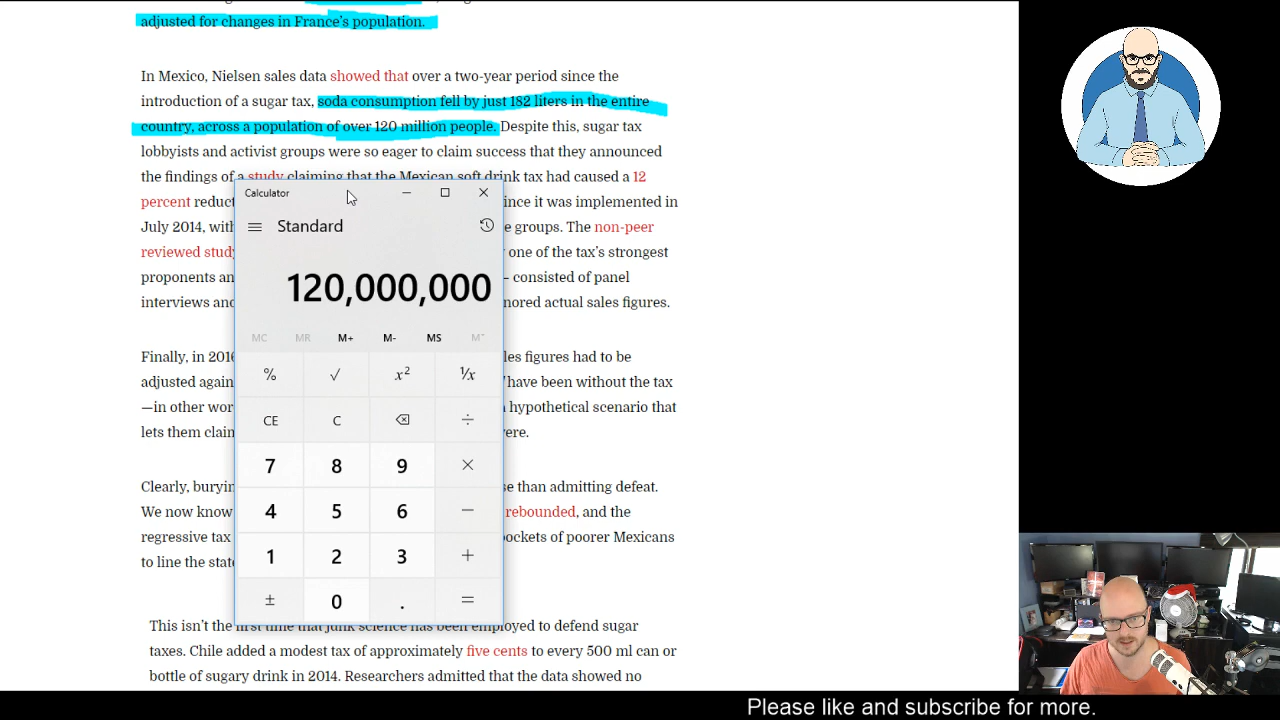 adjusted for changes in France's population.
In Mexico, Nielsen sales data showed that over a two-year period since the
introduction of a sugar tax, soda consumption fell by just 182 liters in the entire
country, across a population of over 120 million people. Despite this, sugar tax
lobbyists and activist groups were so eager to claim success that they announced
the findings of a study claiming that the Mexican soft drink tax had caused a 12
percent reduct ince it was implemented in
July 2014, with e groups. The non-peer
reviewed study one of the tax's strongest
proponents an – consisted of panel
interviews and nored actual sales figures.
Finally, in 2016 les figures had to be
adjusted again have been without the tax
—in other wor hypothetical scenario that
lets them clain were.
Clearly, buryin se than admitting defeat.
We now know rebounded, and the
regressive tax pockets of poorer Mexicans
to line the state
This isn't the first time that junk science has been employed to defend sugar
taxes. Chile added a modest tax of approximately five cents to every 500 ml can or
bottle of sugary drink in 2014. Researchers admitted that the data showed no
Calculator
Standard
120,000,000
MC MR M+ M- MS M˅
% √ x² ¹/x
CE C ÷
7 8 9 ×
4 5 6 −
1 2 3 +
± 0 . =
Please like and subscribe for more.